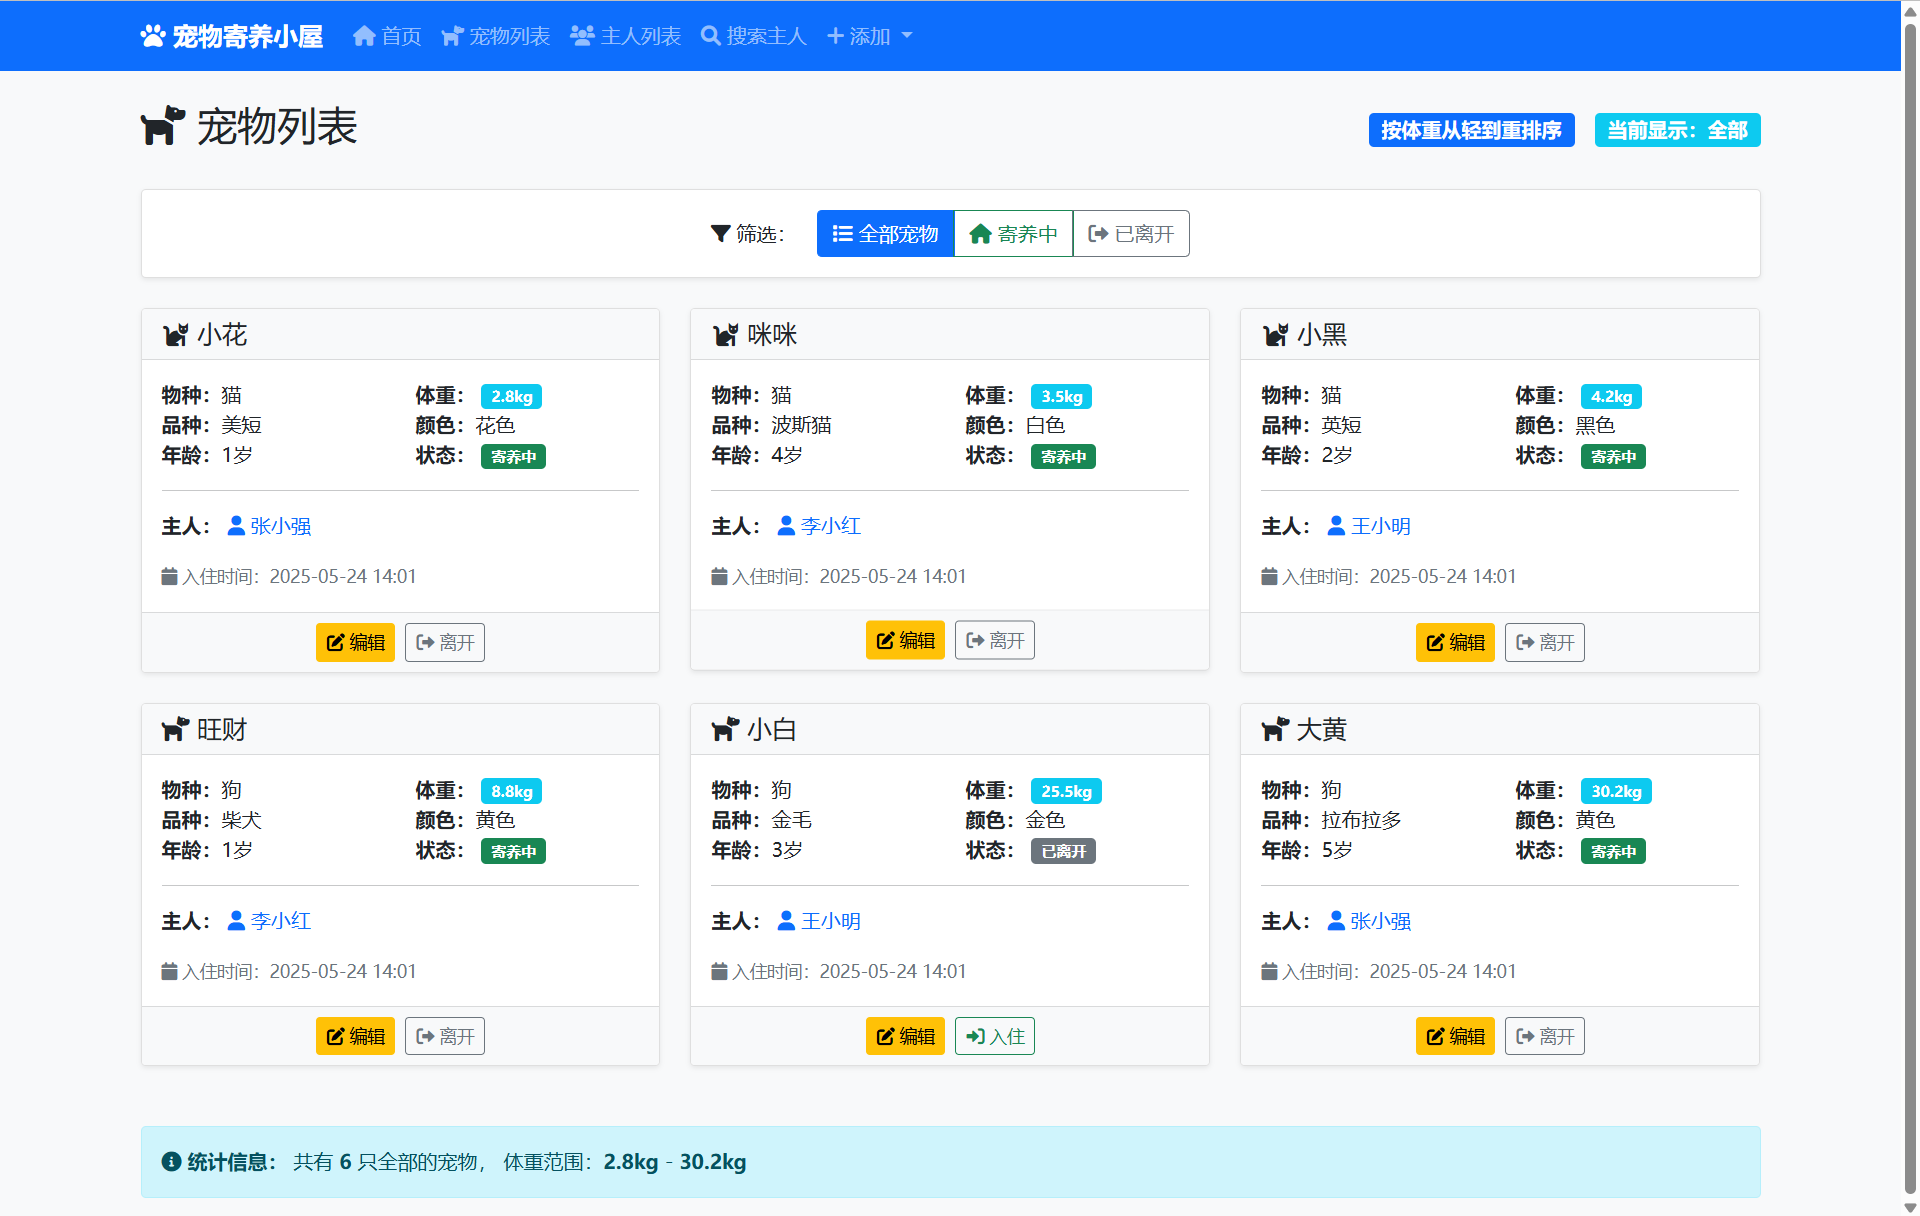 宠物寄养小屋 首页 宠物列表 主人列表 搜索主人 添加
宠物列表
按体重从轻到重排序 当前显示：全部
筛选： 全部宠物 寄养中 已离开
小花
物种：猫 体重：2.8kg
品种：美短 颜色：花色
年龄：1岁 状态：寄养中
主人：张小强
入住时间：2025-05-24 14:01
编辑 离开
咪咪
物种：猫 体重：3.5kg
品种：波斯猫 颜色：白色
年龄：4岁 状态：寄养中
主人：李小红
入住时间：2025-05-24 14:01
编辑 离开
小黑
物种：猫 体重：4.2kg
品种：英短 颜色：黑色
年龄：2岁 状态：寄养中
主人：王小明
入住时间：2025-05-24 14:01
编辑 离开
旺财
物种：狗 体重：8.8kg
品种：柴犬 颜色：黄色
年龄：1岁 状态：寄养中
主人：李小红
入住时间：2025-05-24 14:01
编辑 离开
小白
物种：狗 体重：25.5kg
品种：金毛 颜色：金色
年龄：3岁 状态：已离开
主人：王小明
入住时间：2025-05-24 14:01
编辑 入住
大黄
物种：狗 体重：30.2kg
品种：拉布拉多 颜色：黄色
年龄：5岁 状态：寄养中
主人：张小强
入住时间：2025-05-24 14:01
编辑 离开
统计信息： 共有 6 只全部的宠物， 体重范围：2.8kg - 30.2kg